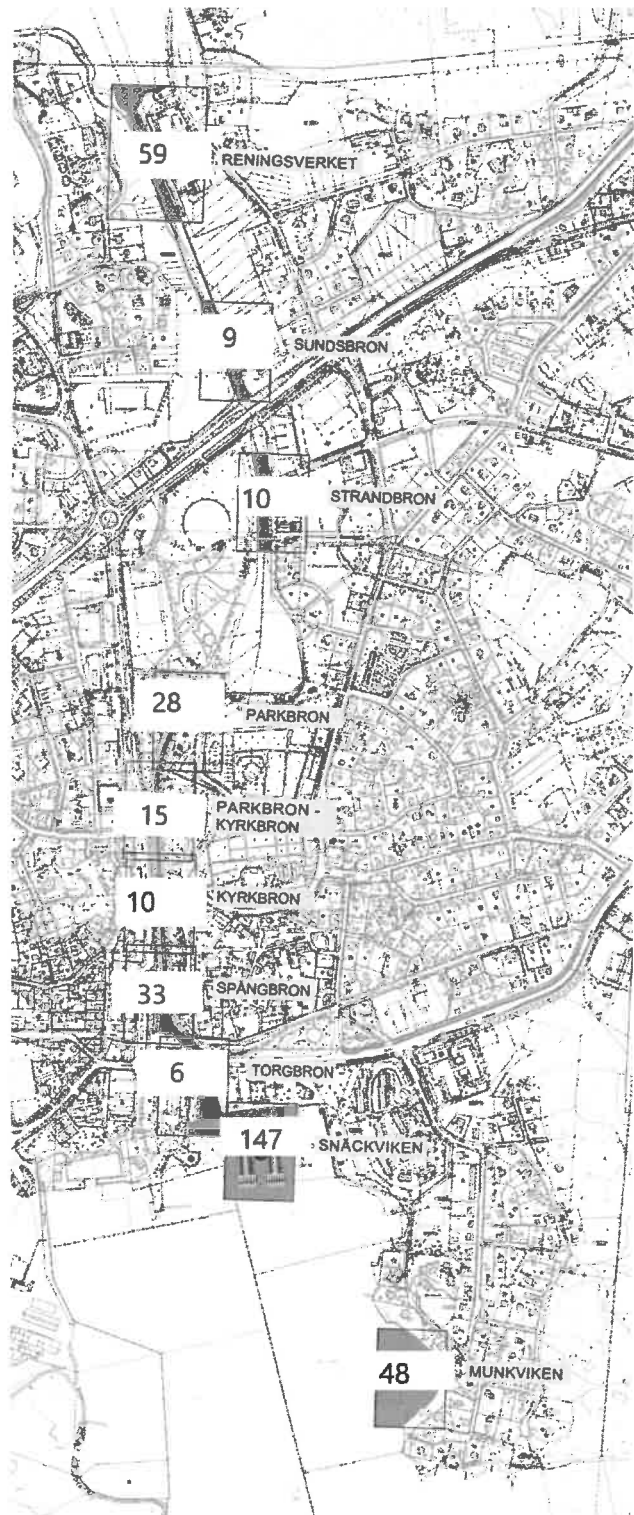 59
RENINGSVERKET
9
SUNDSBRON
10
STRANDBRON
28
PARKBRON
15
PARKBRON -
KYRKBRON
10
KYRKBRON
33
SPÅNGBRON
6
TORGBRON
147
SNÄCKVIKEN
48
MUNKVIKEN